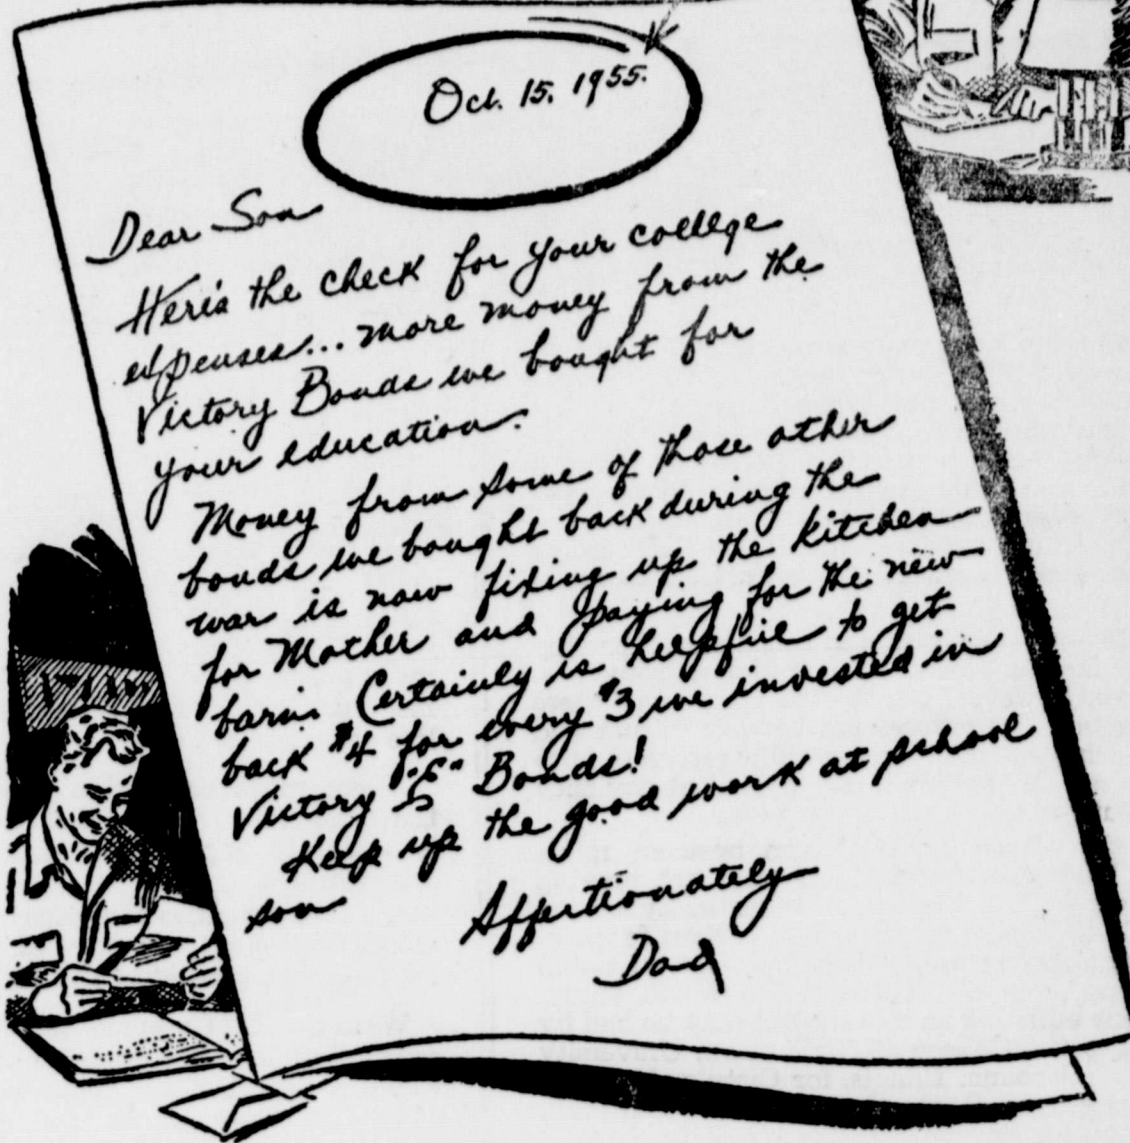 Oct. 15, 1955.
Dear Son
Here's the check for your college
expenses... more money from the
Victory Bonds we bought for
your education.
Money from some of those other
bonds we bought back during the
war is now fixing up the kitchen
for Mother and paying for the new
barn. Certainly is helpful to get
back $4 for every $3 we invested in
Victory "E" Bonds!
Keep up the good work at school
son
Affectionately
Dad